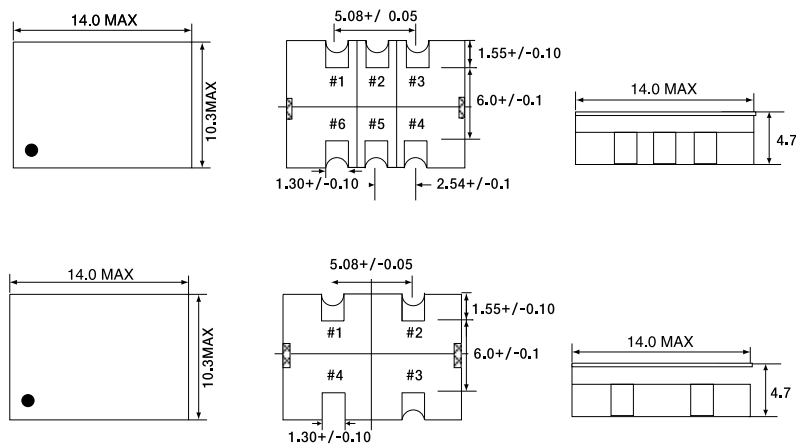 14.0 MAX
10.3MAX
5.08+/ 0.05
1.55+/-0.10
#1 #2 #3
6.0+/-0.1
#6 #5 #4
1.30+/-0.10
2.54+/-0.1
14.0 MAX
4.7
14.0 MAX
10.3MAX
5.08+/-0.05
1.55+/-0.10
#1 #2
6.0+/-0.1
#4 #3
1.30+/-0.10
14.0 MAX
4.7